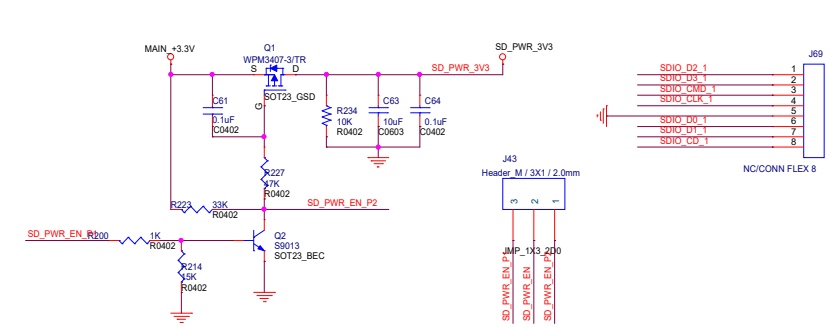 MAIN_+3.3V
Q1
WPM3407-3/TR
S
D
G
SOT23_GSD
SD_PWR_3V3
SD_PWR_3V3
C61
0.1uF
C0402
R234
10K
R0402
C63
10uF
C0603
C64
0.1uF
C0402
R227
47K
R0402
R223
33K
R0402
SD_PWR_EN_P2
R200
1K
R0402
Q2
S9013
SOT23_BEC
R214
15K
R0402
J43
Header_M / 3X1 / 2.0mm
3
2
1
JMP_1X3_2D0
SD_PWR_EN
J69
SDIO_D2_1
1
SDIO_D3_1
2
SDIO_CMD_1
3
SDIO_CLK_1
4
5
SDIO_D0_1
6
SDIO_D1_1
7
SDIO_CD_1
8
NC/CONN FLEX 8